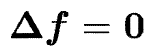 Δf = 0